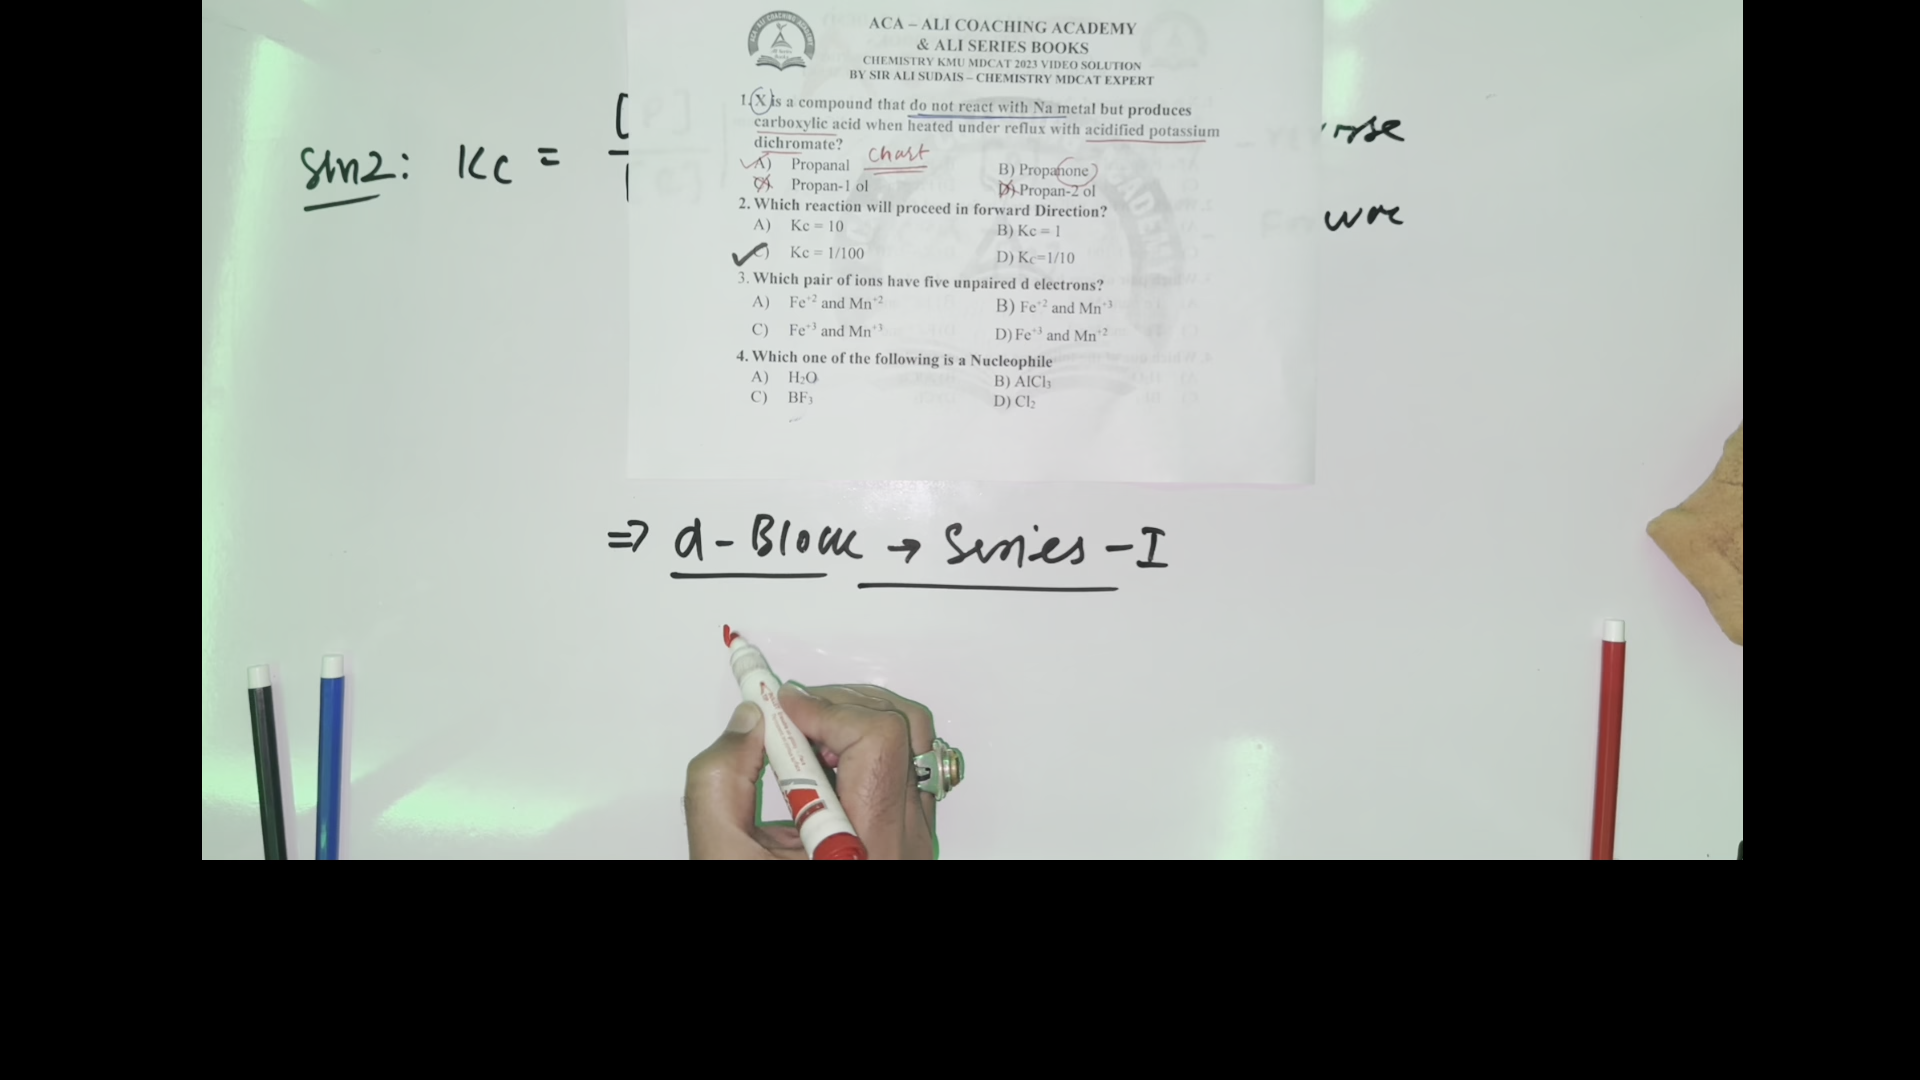 ACA – ALI COACHING ACADEMY
& ALI SERIES BOOKS
CHEMISTRY KMU MDCAT 2023 VIDEO SOLUTION
BY SIR ALI SUDAIS – CHEMISTRY MDCAT EXPERT
1. X is a compound that do not react with Na metal but produces
carboxylic acid when heated under reflux with acidified potassium
dichromate?
A) Propanal chart B) Propanone
Propan-1 ol D) Propan-2 ol
2. Which reaction will proceed in forward Direction?
A) Kc = 10 B) Kc = 1
C) Kc = 1/100 D) Kc=1/10
3. Which pair of ions have five unpaired d electrons?
A) Fe⁺² and Mn⁺² B) Fe⁺² and Mn⁺³
C) Fe⁺³ and Mn⁺³ D) Fe⁺³ and Mn⁺²
4. Which one of the following is a Nucleophile
A) H₂O B) AlCl₃
C) BF₃ D) Cl₂
Sln2: Kc =
⇒ d-Block → Series-I